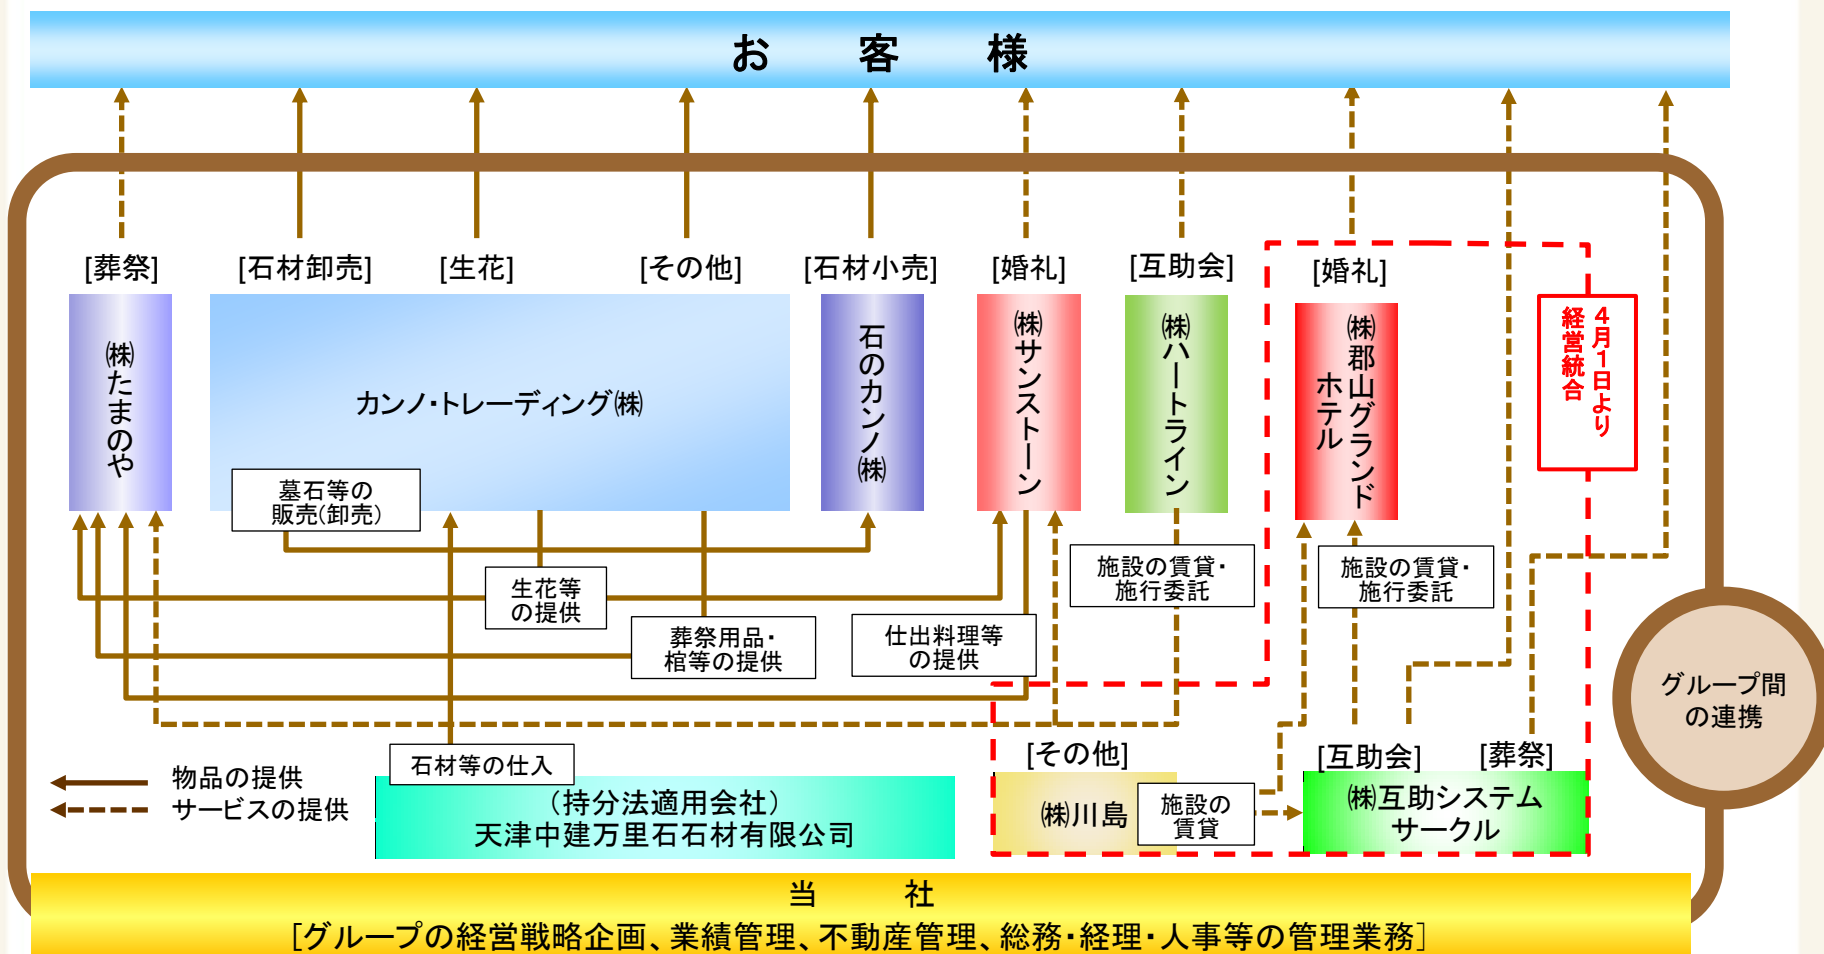 お 客 様
[葬祭]
[石材卸売]
[生花]
[その他]
[石材小売]
[婚礼]
[互助会]
[婚礼]
㈱たまのや
カンノ・トレーディング㈱
石のカンノ㈱
㈱サンストーン
㈱ハートライン
㈱郡山グランド
ホテル
4月1日より
経営統合
墓石等の
販売(卸売)
生花等
の提供
葬祭用品・
棺等の提供
仕出料理等
の提供
施設の賃貸・
施行委託
施設の賃貸・
施行委託
グループ間
の連携
石材等の仕入
[その他]
[互助会]
[葬祭]
物品の提供
サービスの提供
（持分法適用会社）
天津中建万里石石材有限公司
㈱川島
施設の
賃貸
㈱互助システム
サークル
当 社
[グループの経営戦略企画、業績管理、不動産管理、総務・経理・人事等の管理業務]